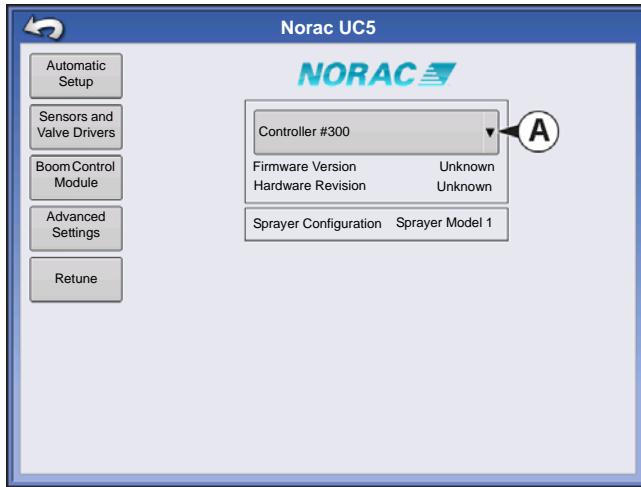 Norac UC5
Automatic
Setup
Sensors and
Valve Drivers
Boom Control
Module
Advanced
Settings
Retune
NORAC
Controller #300
A
Firmware Version Unknown
Hardware Revision Unknown
Sprayer Configuration Sprayer Model 1